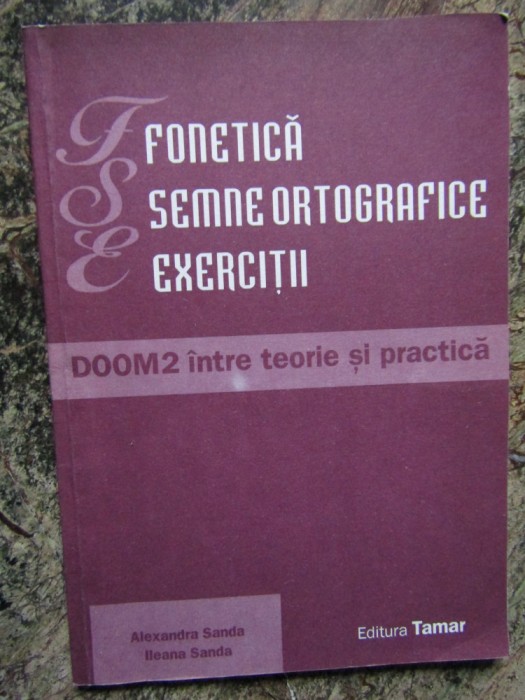 F FONETICĂ
S SEMNE ORTOGRAFICE
E EXERCIȚII
DOOM2 între teorie și practică
Alexandra Sanda
Ileana Sanda
Editura Tamar